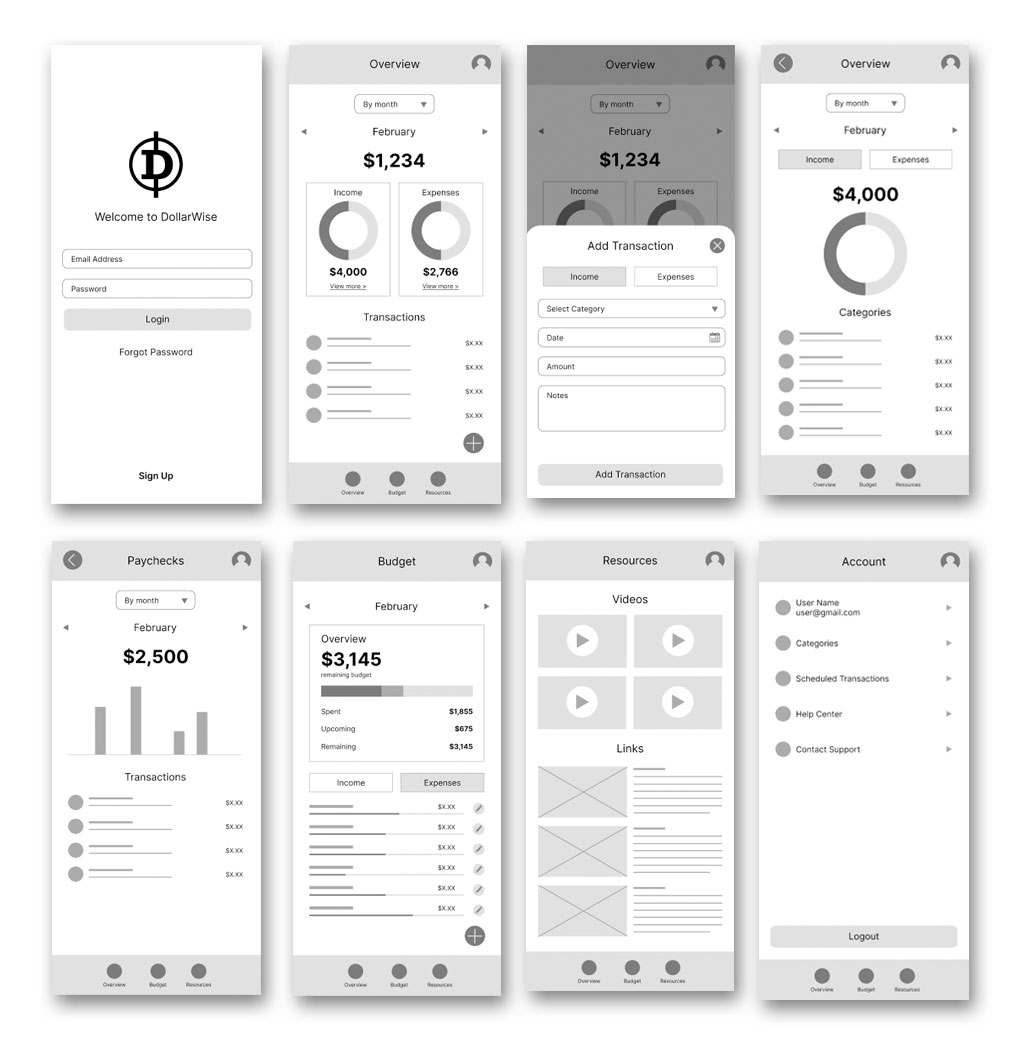 D
Welcome to DollarWise
Email Address
Password
Login
Forgot Password
Sign Up
Overview
By month
February
$1,234
Income
Expenses
$4,000
$2,766
View more >
View more >
Transactions
$X.XX
$X.XX
$X.XX
$X.XX
Overview
Budget
Resources
Overview
By month
February
$1,234
Income
Expenses
Add Transaction
Income
Expenses
Select Category
Date
Amount
Notes
Add Transaction
Overview
By month
February
Income
Expenses
$4,000
Categories
$X.XX
$X.XX
$X.XX
$X.XX
$X.XX
Overview
Budget
Resources
Paychecks
By month
February
$2,500
Transactions
$X.XX
$X.XX
$X.XX
$X.XX
Overview
Budget
Resources
Budget
February
Overview
$3,145
remaining budget
Spent $1,855
Upcoming $675
Remaining $3,145
Income
Expenses
$X.XX
$X.XX
$X.XX
$X.XX
$X.XX
$X.XX
Overview
Budget
Resources
Resources
Videos
Links
Overview
Budget
Resources
Account
User Name
user@gmail.com
Categories
Scheduled Transactions
Help Center
Contact Support
Logout
Overview
Budget
Resources